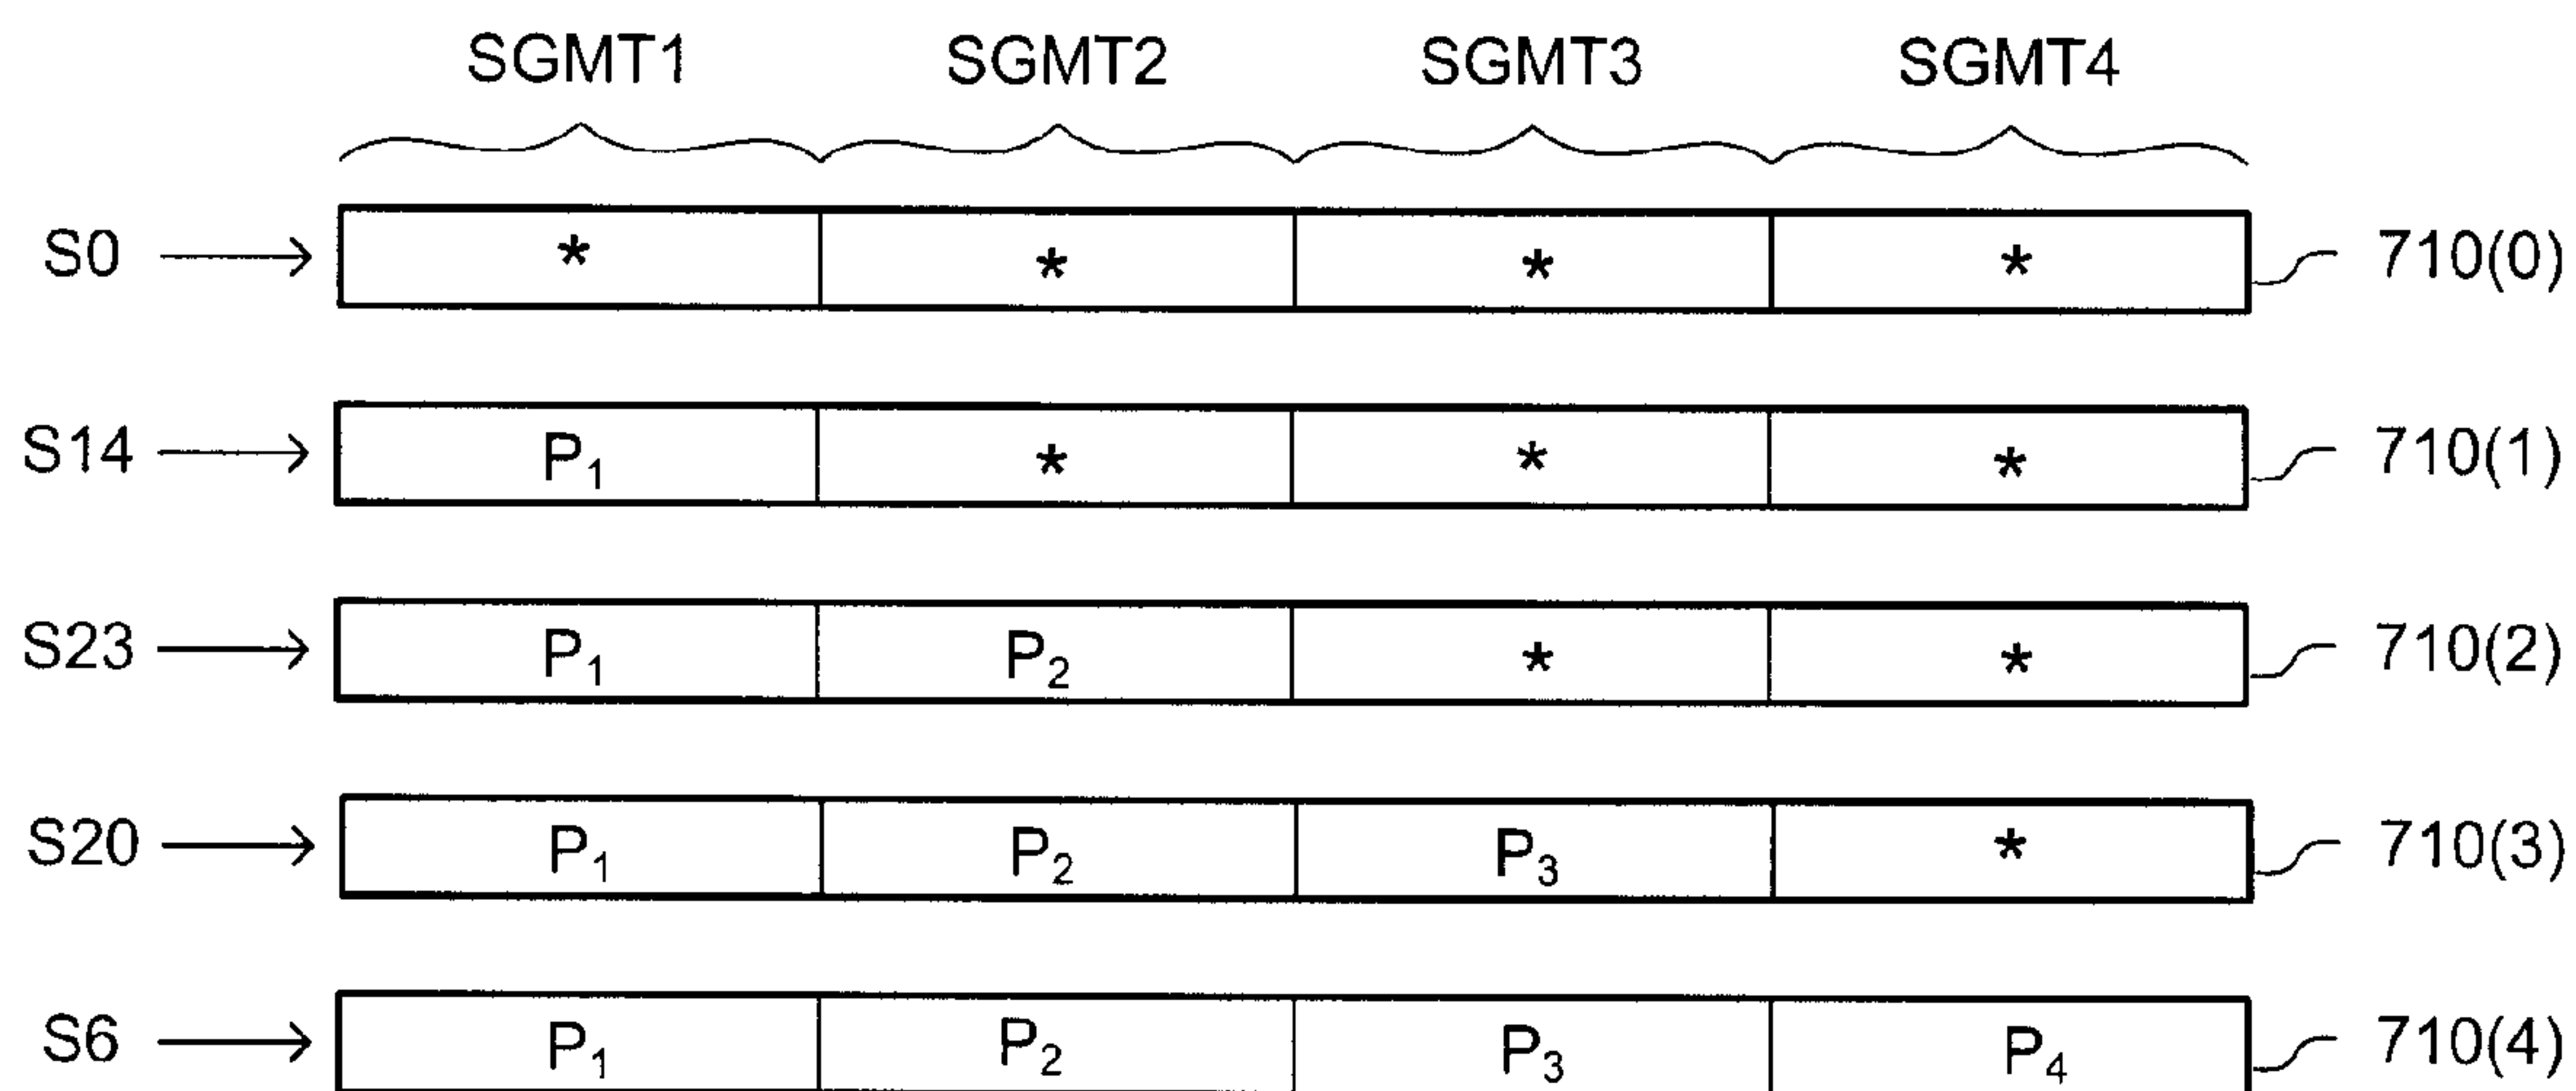 SGMT1 SGMT2 SGMT3 SGMT4
S0 * * * * 710(0)
S14 P₁ * * * 710(1)
S23 P₁ P₂ * * 710(2)
S20 P₁ P₂ P₃ * 710(3)
S6 P₁ P₂ P₃ P₄ 710(4)